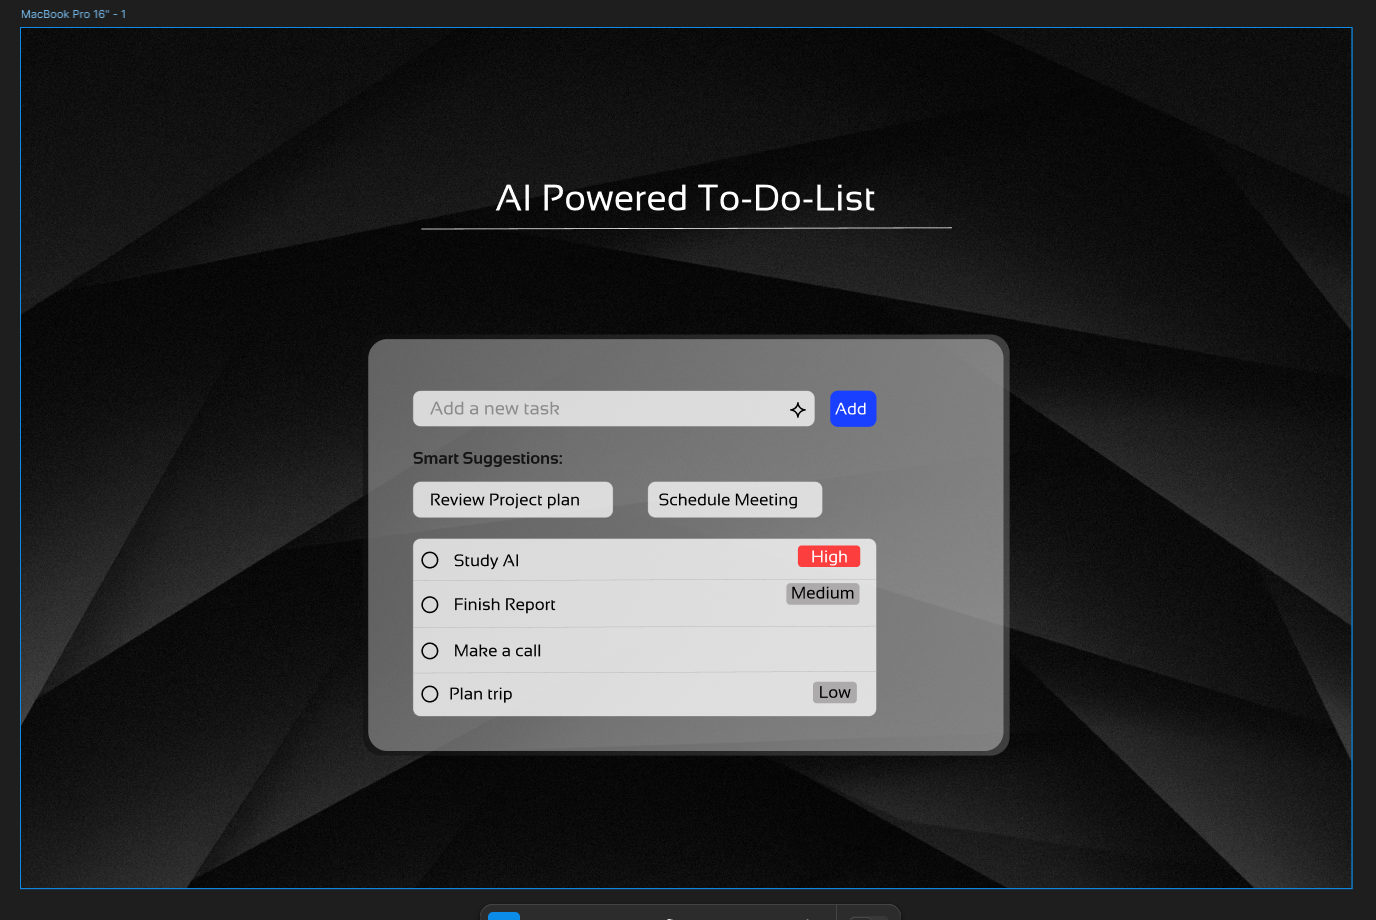 MacBook Pro 16" - 1
AI Powered To-Do-List
Add a new task
Add
Smart Suggestions:
Review Project plan
Schedule Meeting
Study AI
High
Finish Report
Medium
Make a call
Plan trip
Low